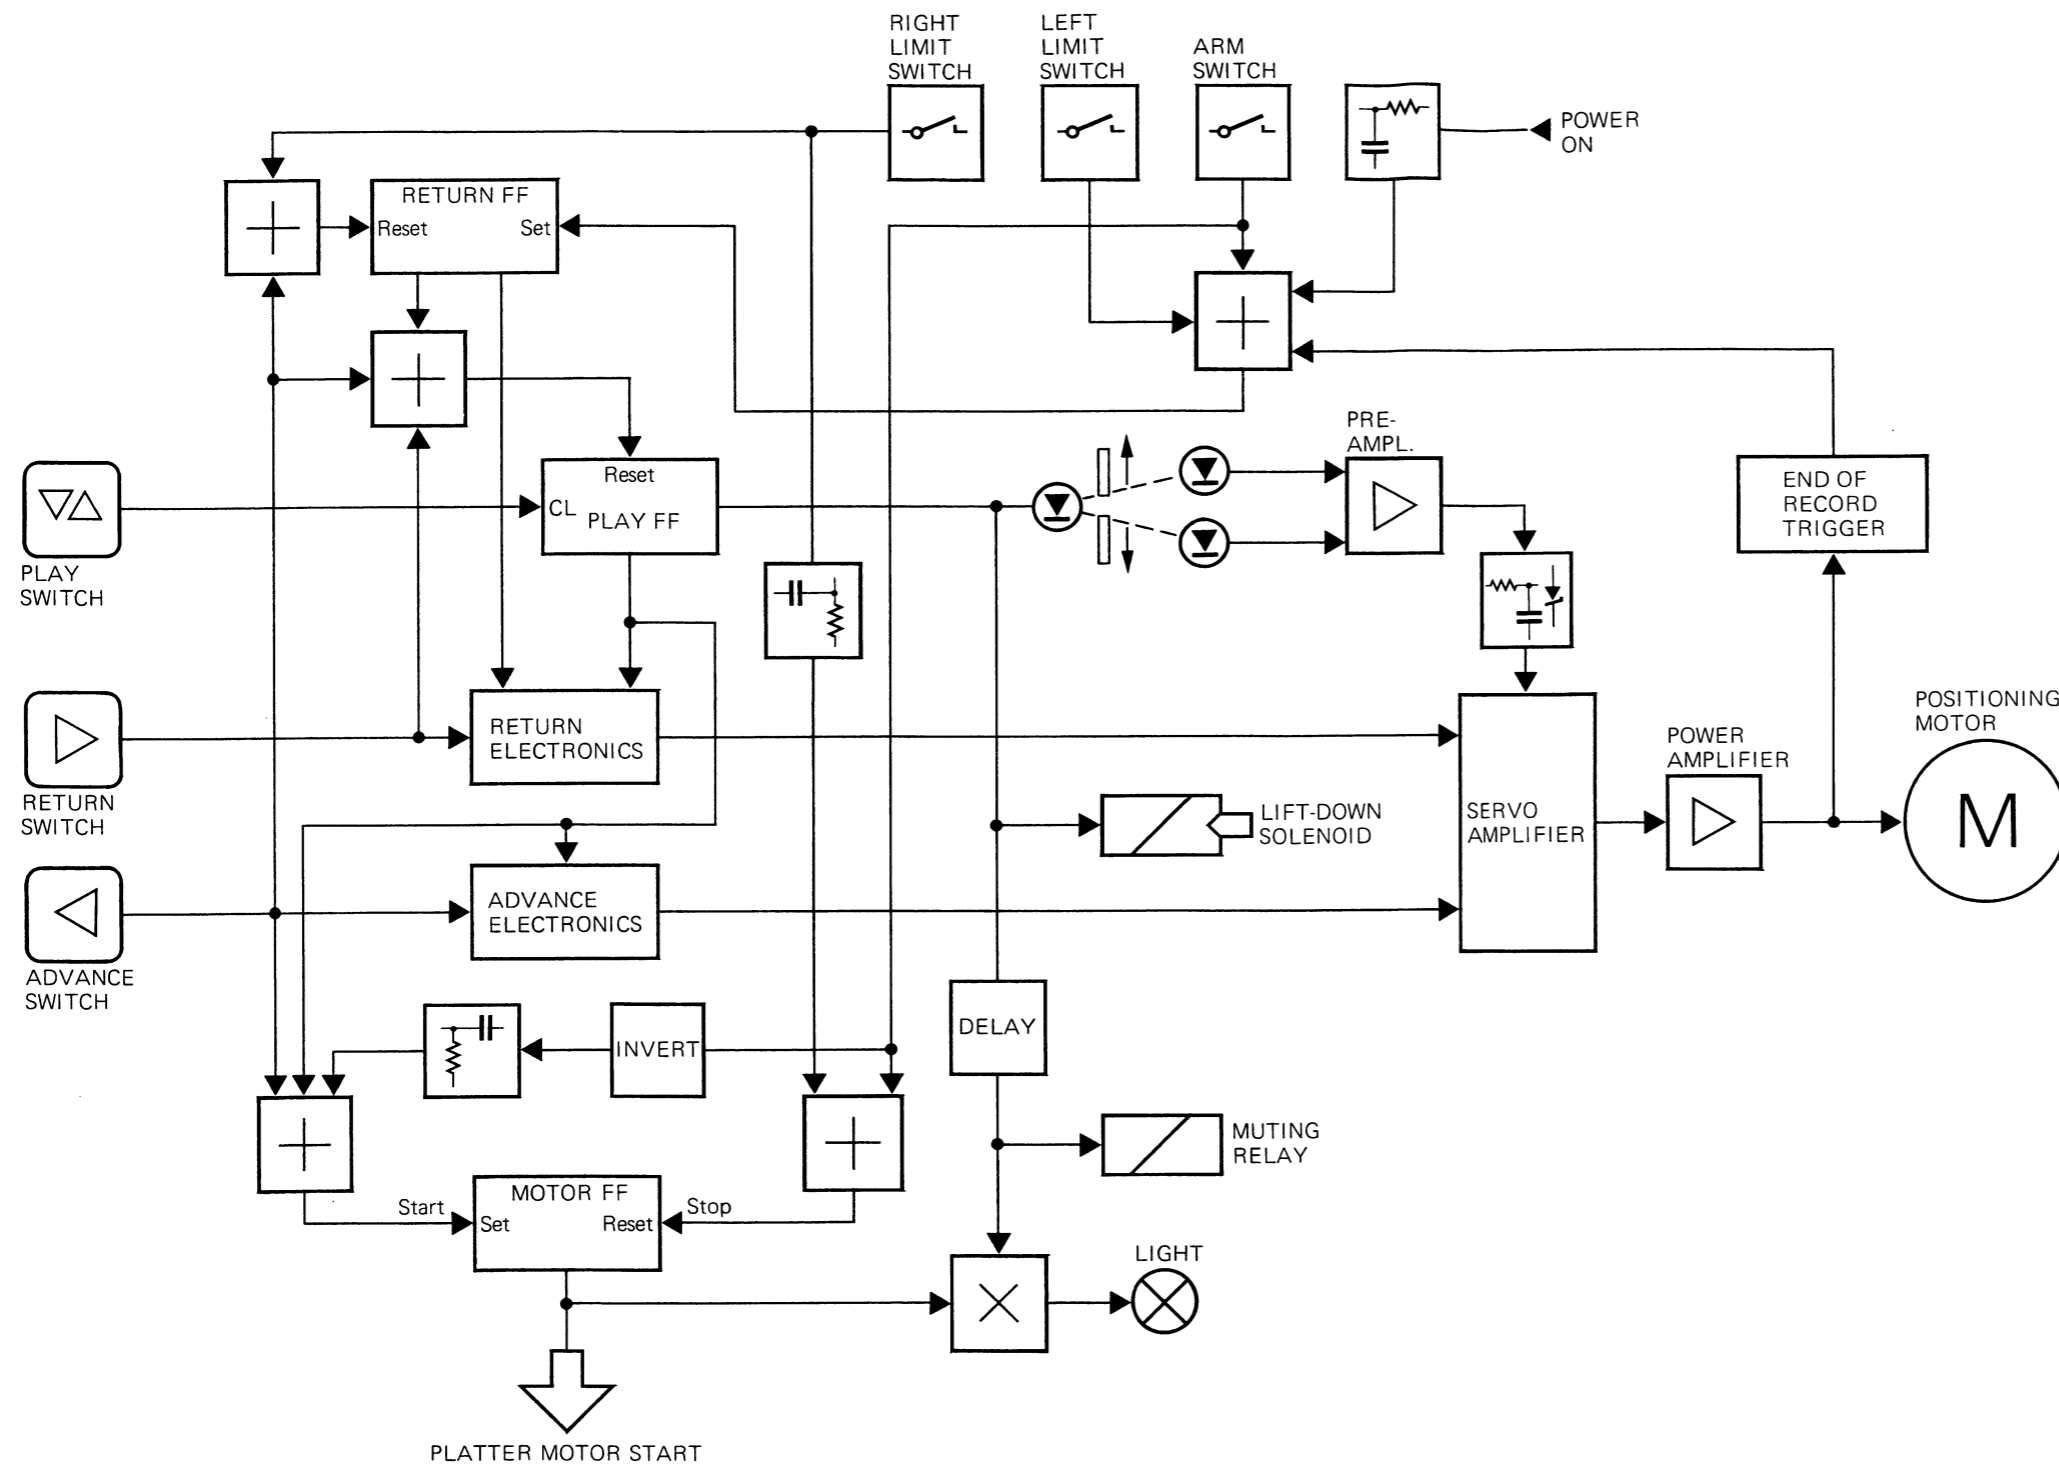 RIGHT
LIMIT
SWITCH
LEFT
LIMIT
SWITCH
ARM
SWITCH
POWER
ON
RETURN FF
Reset
Set
PRE-
AMPL.
Reset
CL
PLAY FF
END OF
RECORD
TRIGGER
PLAY
SWITCH
RETURN
ELECTRONICS
RETURN
SWITCH
POSITIONING
MOTOR
POWER
AMPLIFIER
M
LIFT-DOWN
SOLENOID
SERVO
AMPLIFIER
ADVANCE
ELECTRONICS
ADVANCE
SWITCH
DELAY
INVERT
MUTING
RELAY
MOTOR FF
Start
Set
Reset
Stop
LIGHT
PLATTER MOTOR START